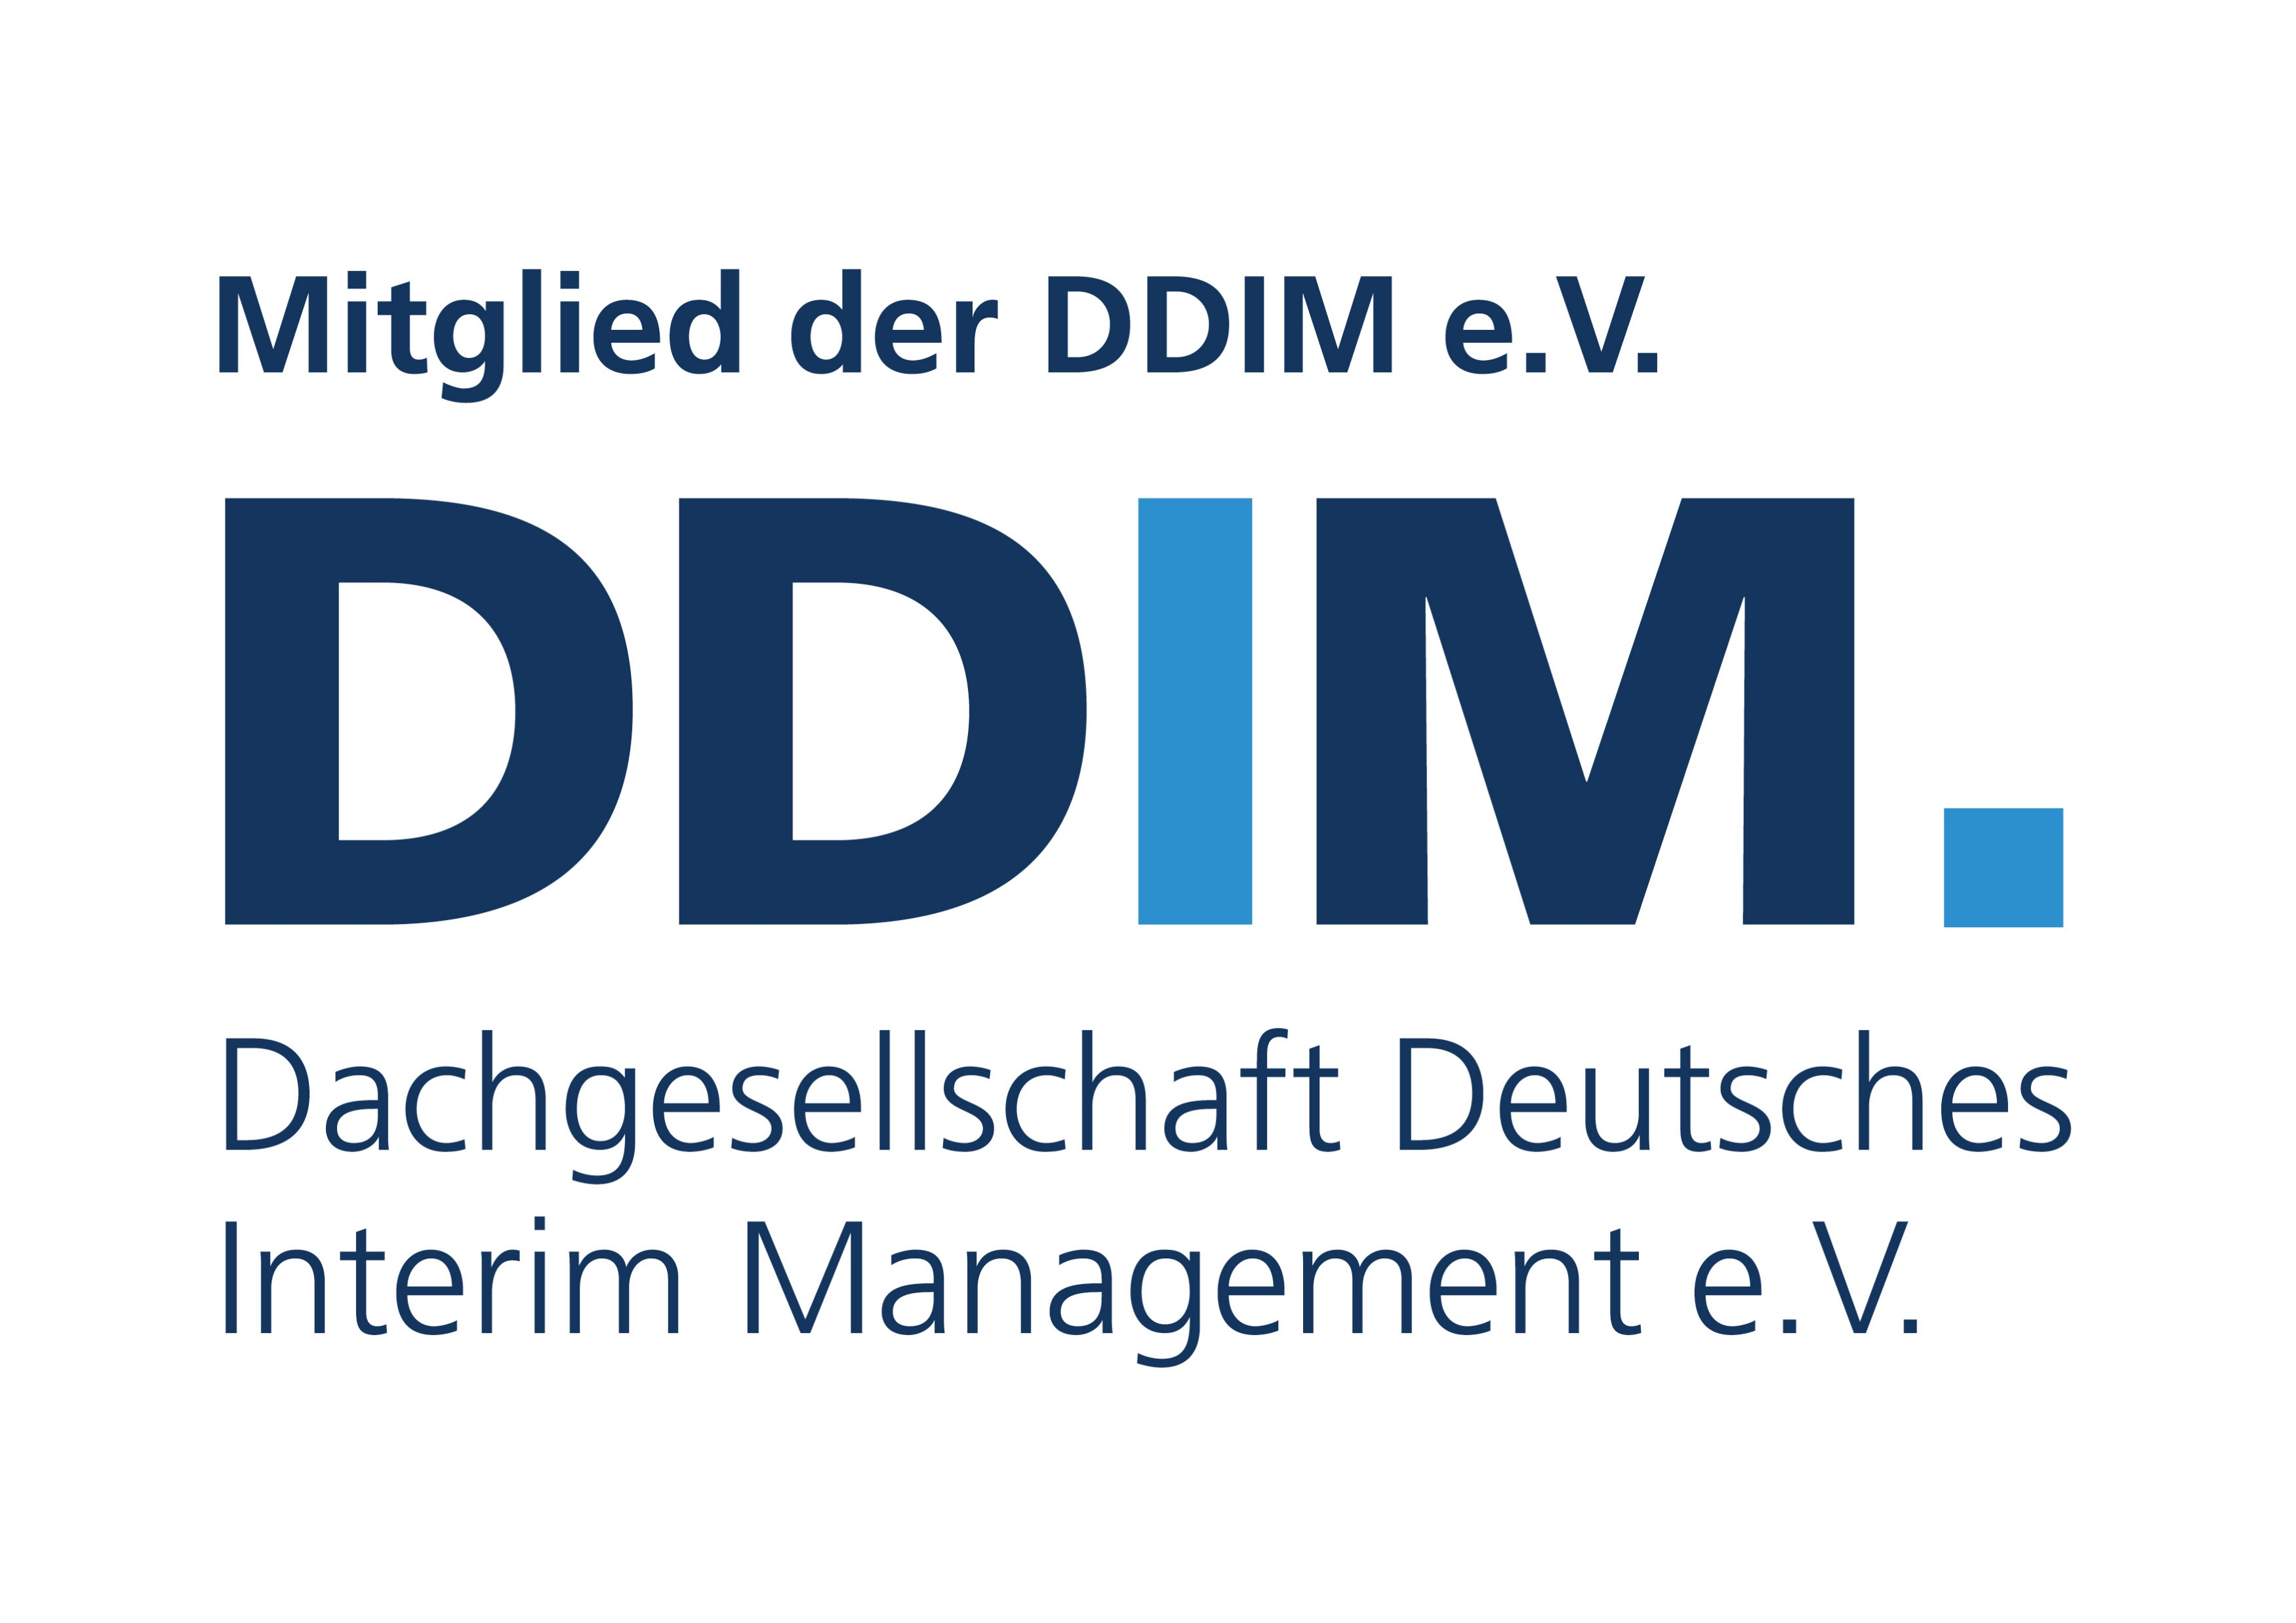 Mitglied der DDIM e.V.
DDIM.
Dachgesellschaft Deutsches
Interim Management e.V.